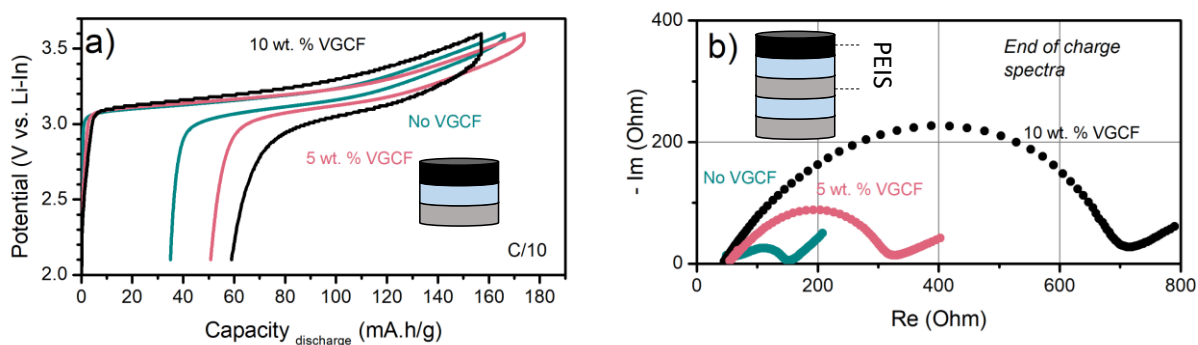 a)
10 wt. % VGCF
No VGCF
5 wt. % VGCF
C/10
Potential (V vs. Li-In)
3.5
3.0
2.5
2.0
0 20 40 60 80 100 120 140 160 180
Capacity discharge (mA.h/g)
b)
PEIS
End of charge
spectra
10 wt. % VGCF
No VGCF
5 wt. % VGCF
- Im (Ohm)
400
200
0
0 200 400 600 800
Re (Ohm)